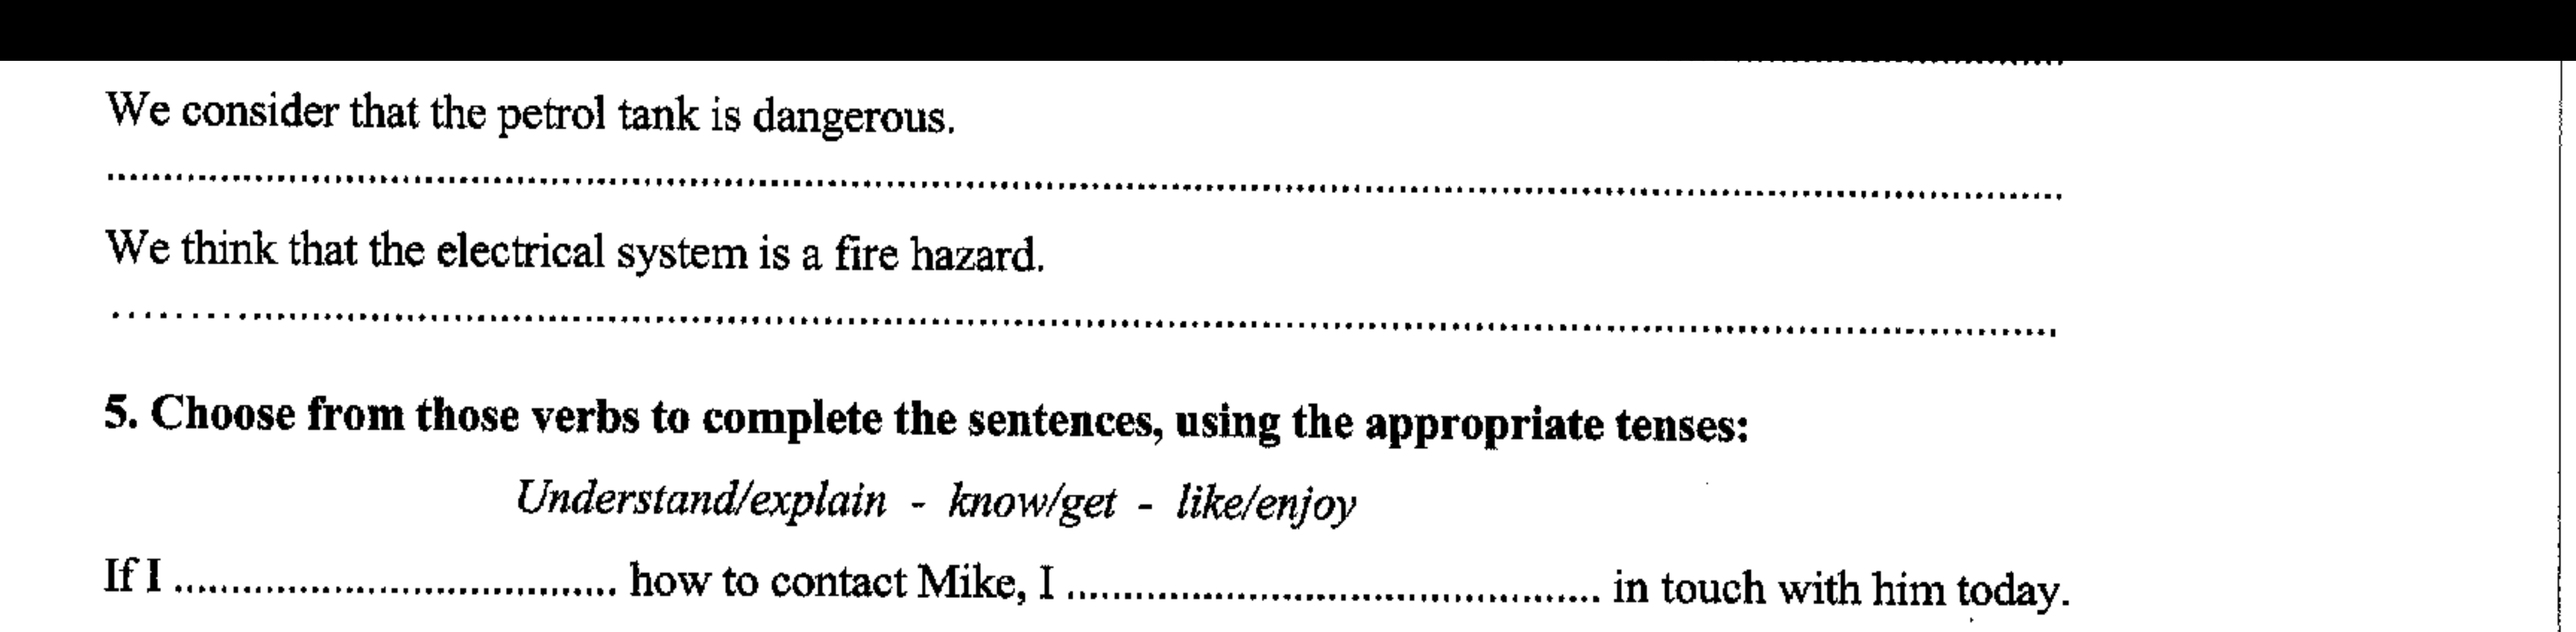 We consider that the petrol tank is dangerous.
................................................................................
We think that the electrical system is a fire hazard.
................................................................................
5. Choose from those verbs to complete the sentences, using the appropriate tenses:
Understand/explain - know/get - like/enjoy
If I ........................................ how to contact Mike, I ................................................ in touch with him today.